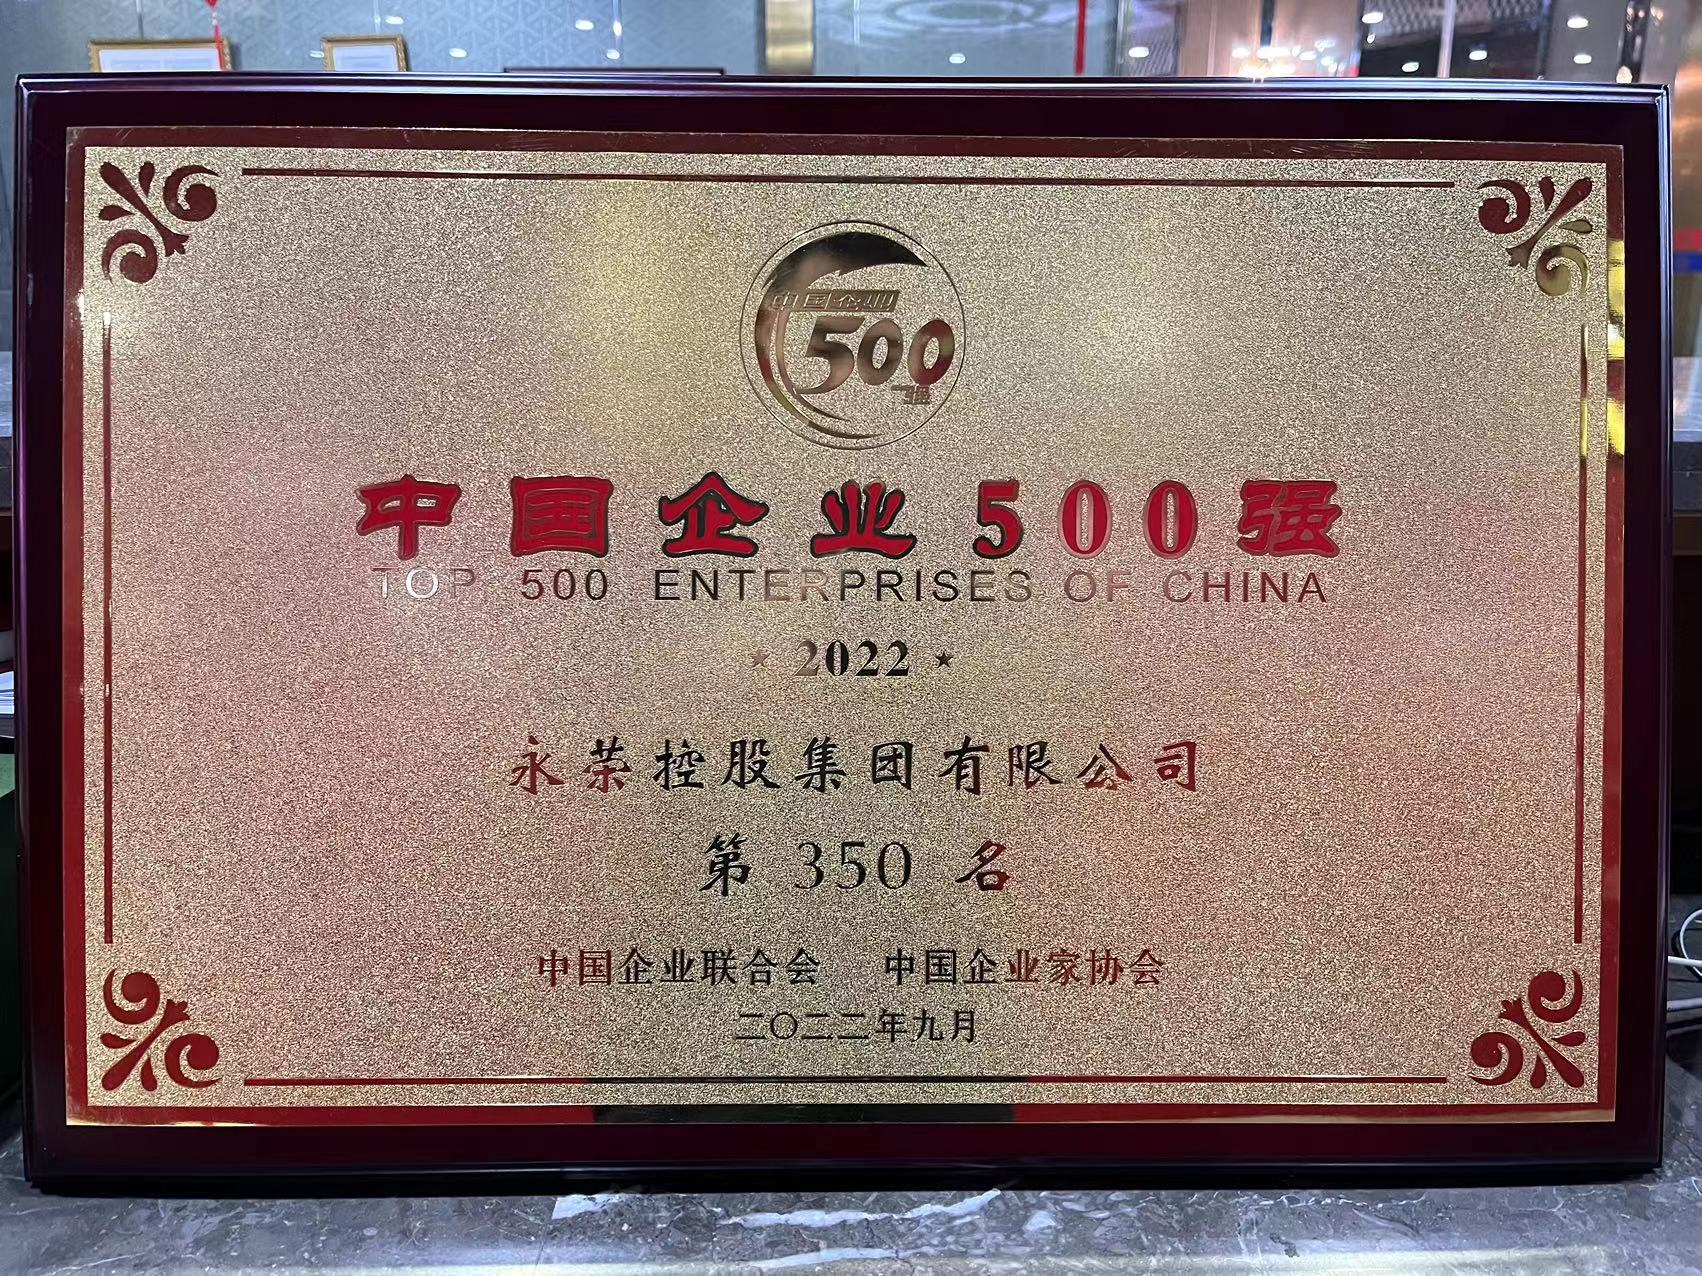 中国企业
500
强
中国企业500强
TOP 500 ENTERPRISES OF CHINA
★ 2022 ★
永荣控股集团有限公司
第 350 名
中国企业联合会 中国企业家协会
二〇二二年九月